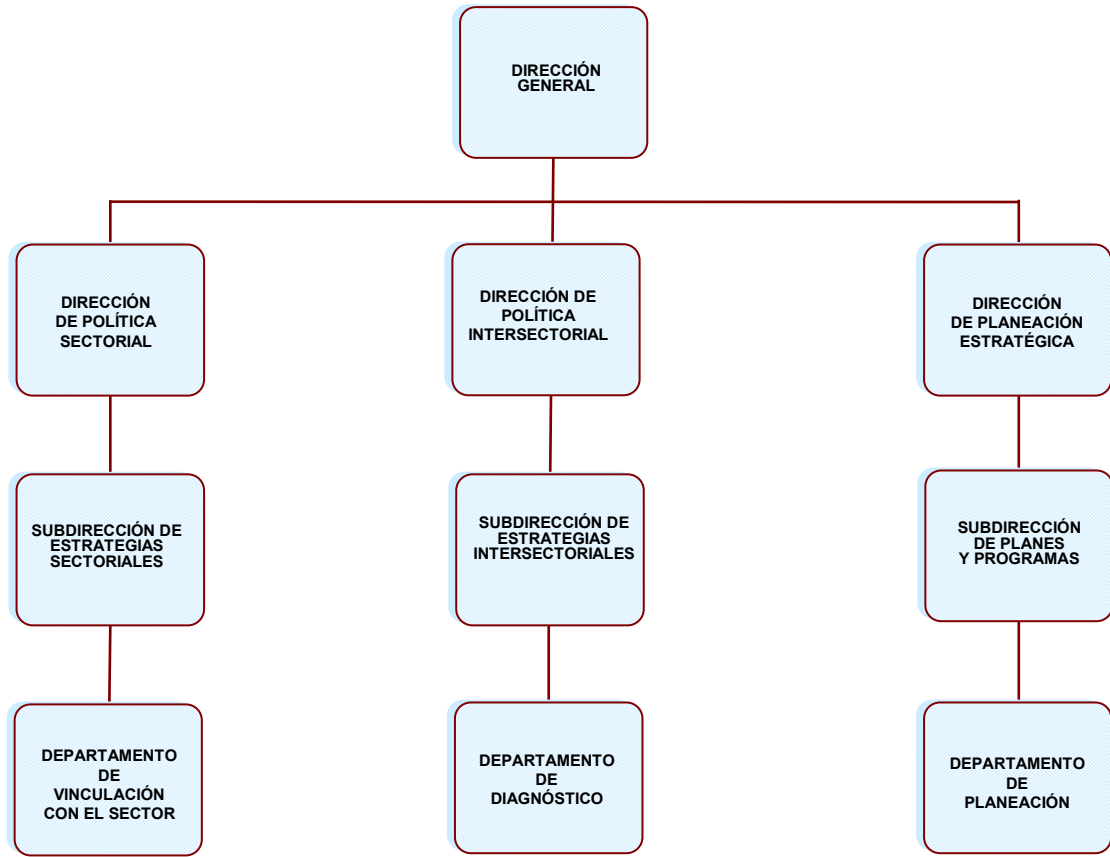 DIRECCIÓN
GENERAL
DIRECCIÓN
DE POLÍTICA
SECTORIAL
DIRECCIÓN DE
POLÍTICA
INTERSECTORIAL
DIRECCIÓN
DE PLANEACIÓN
ESTRATÉGICA
SUBDIRECCIÓN DE
ESTRATEGIAS
SECTORIALES
SUBDIRECCIÓN DE
ESTRATEGIAS
INTERSECTORIALES
SUBDIRECCIÓN
DE PLANES
Y PROGRAMAS
DEPARTAMENTO
DE
VINCULACIÓN
CON EL SECTOR
DEPARTAMENTO
DE
DIAGNÓSTICO
DEPARTAMENTO
DE
PLANEACIÓN